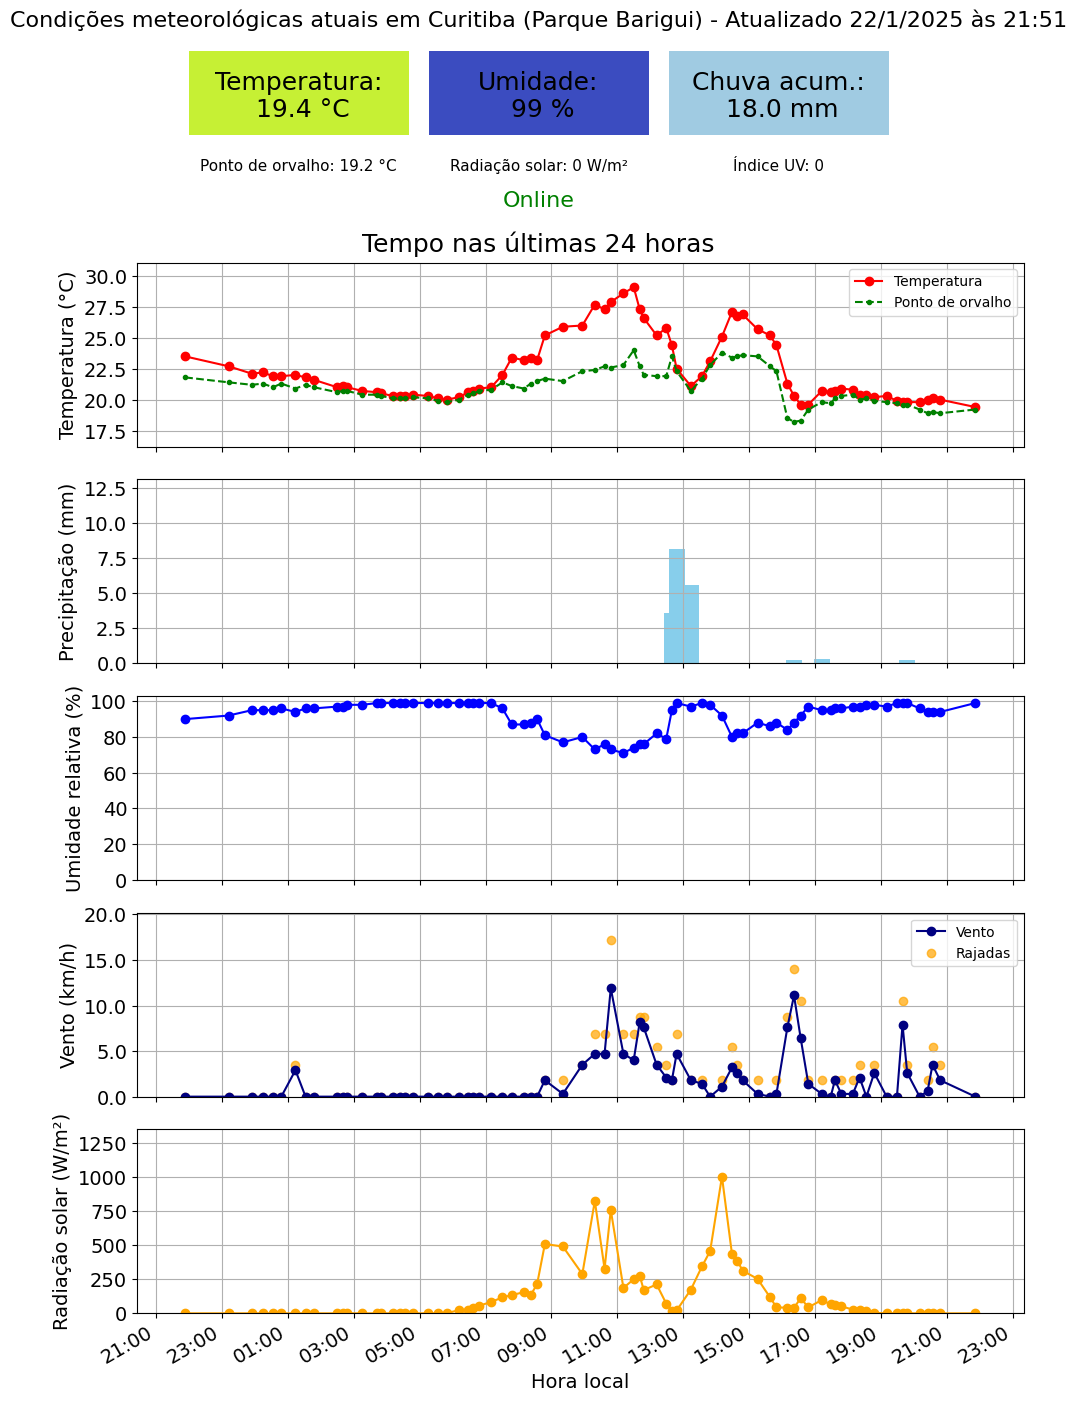 Condições meteorológicas atuais em Curitiba (Parque Barigui) - Atualizado 22/1/2025 às 21:51
Temperatura:
19.4 °C
Umidade:
99 %
Chuva acum.:
18.0 mm
Ponto de orvalho: 19.2 °C
Radiação solar: 0 W/m²
Índice UV: 0
Online
Tempo nas últimas 24 horas
Temperatura (°C)
30.0
27.5
25.0
22.5
20.0
17.5
Temperatura
Ponto de orvalho
Precipitação (mm)
12.5
10.0
7.5
5.0
2.5
0.0
Umidade relativa (%)
100
80
60
40
20
0
Vento (km/h)
20.0
15.0
10.0
5.0
0.0
Vento
Rajadas
Radiação solar (W/m²)
1250
1000
750
500
250
0
21:00
23:00
01:00
03:00
05:00
07:00
09:00
11:00
13:00
15:00
17:00
19:00
21:00
23:00
Hora local